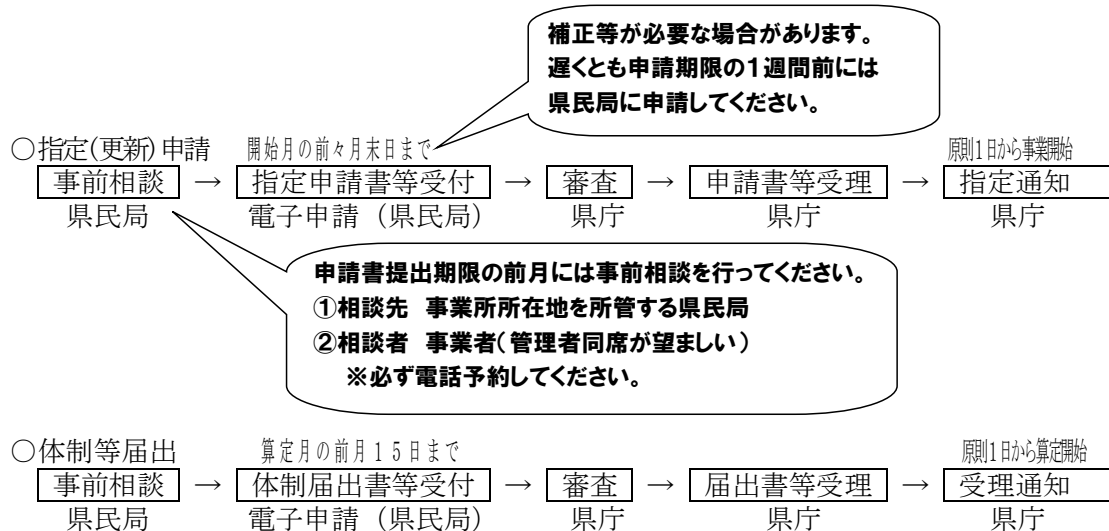 補正等が必要な場合があります。
遅くとも申請期限の1週間前には
県民局に申請してください。
○指定(更新)申請 開始月の前々月末日まで 原則1日から事業開始
事前相談 → 指定申請書等受付 → 審査 → 申請書等受理 → 指定通知
県民局 電子申請（県民局） 県庁 県庁 県庁
申請書提出期限の前月には事前相談を行ってください。
①相談先 事業所所在地を所管する県民局
②相談者 事業者（管理者同席が望ましい）
※必ず電話予約してください。
○体制等届出 算定月の前月１５日まで 原則1日から算定開始
事前相談 → 体制届出書等受付 → 審査 → 届出書等受理 → 受理通知
県民局 電子申請（県民局） 県庁 県庁 県庁